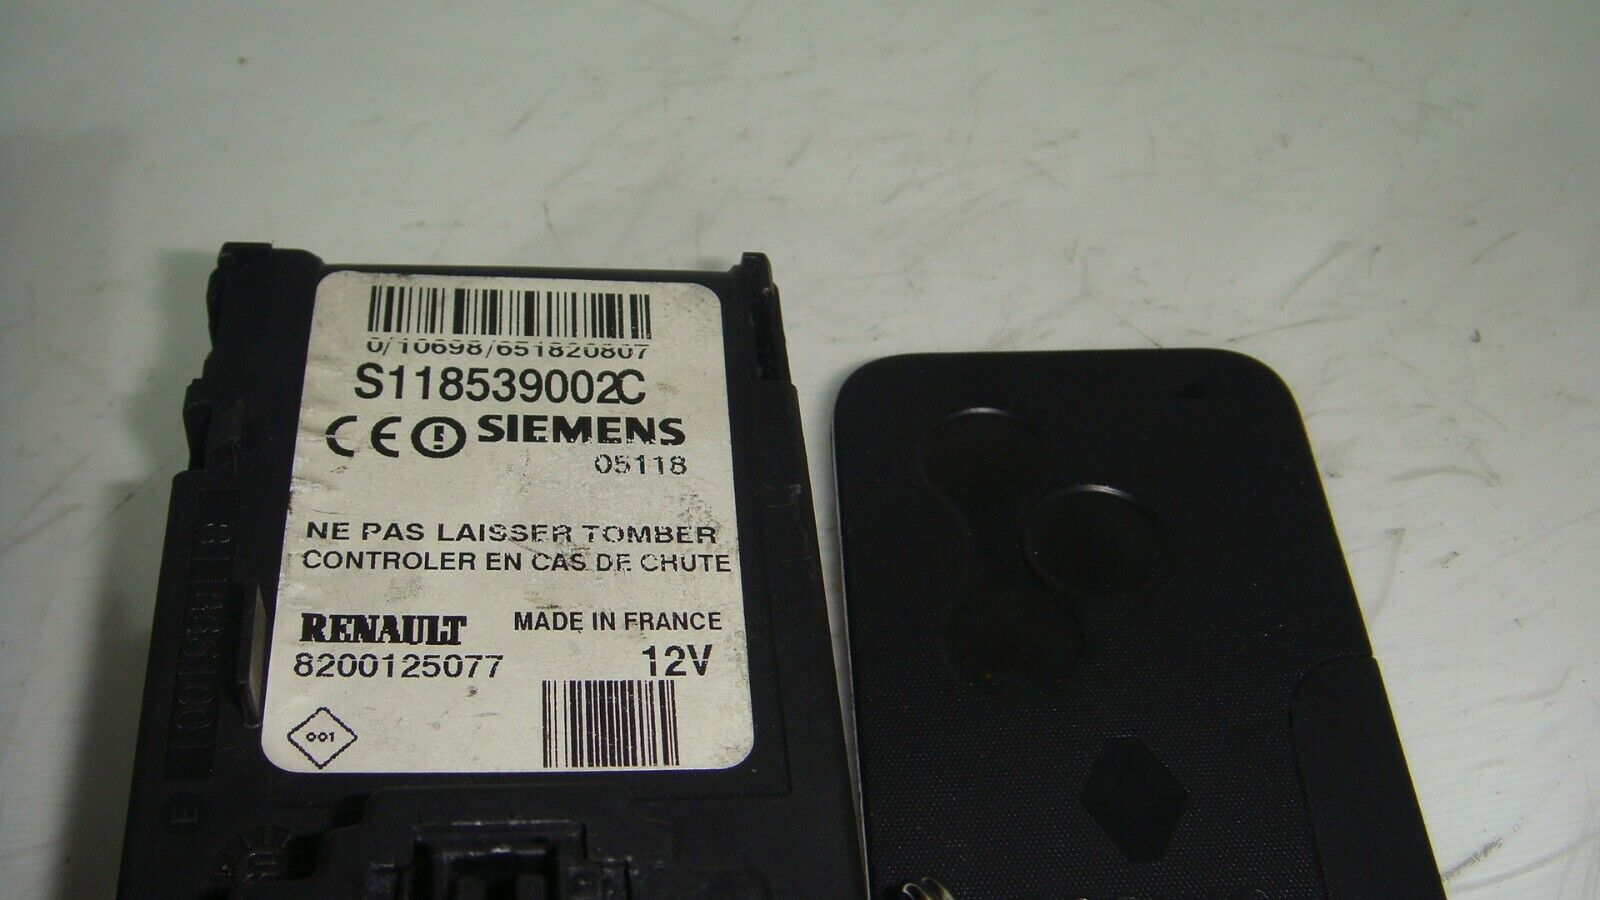 0/10698/651820807
S118539002C
CE SIEMENS
05118
NE PAS LAISSER TOMBER
CONTROLER EN CAS DE CHUTE
RENAULT MADE IN FRANCE
8200125077 12V
001